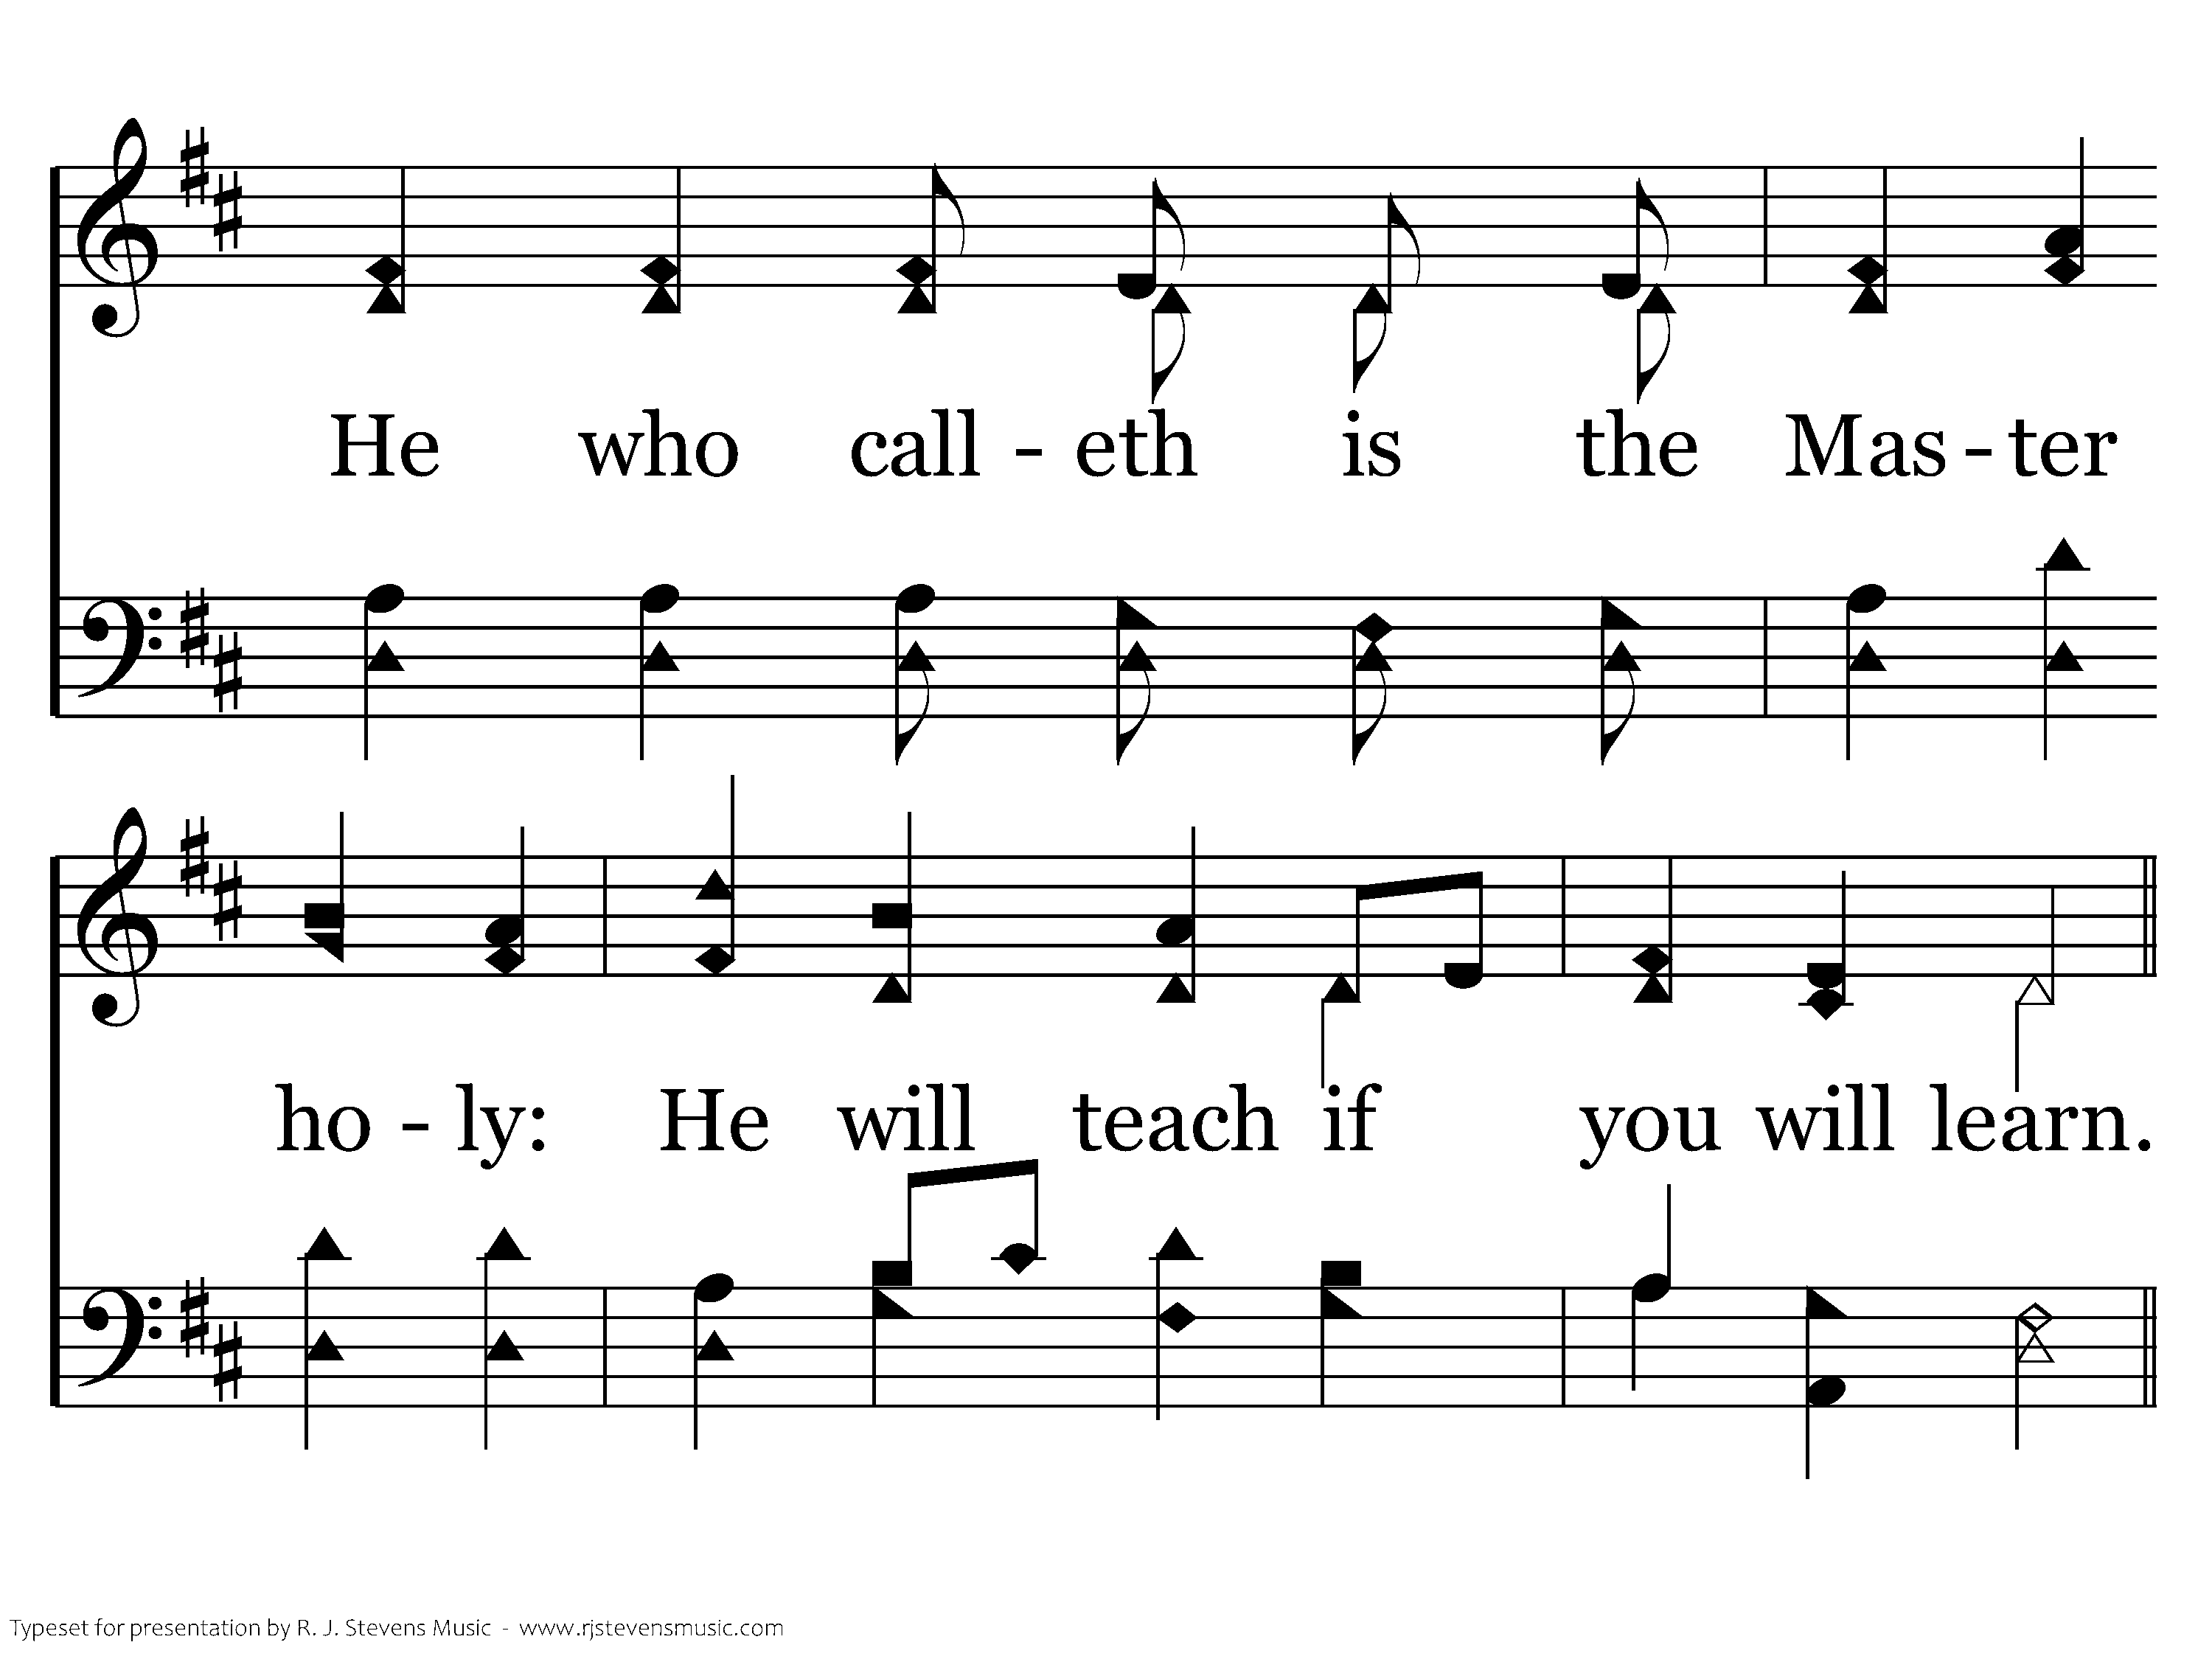 He who call - eth is the Mas - ter
ho - ly: He will teach if you will learn.
Typeset for presentation by R. J. Stevens Music - www.rjstevensmusic.com